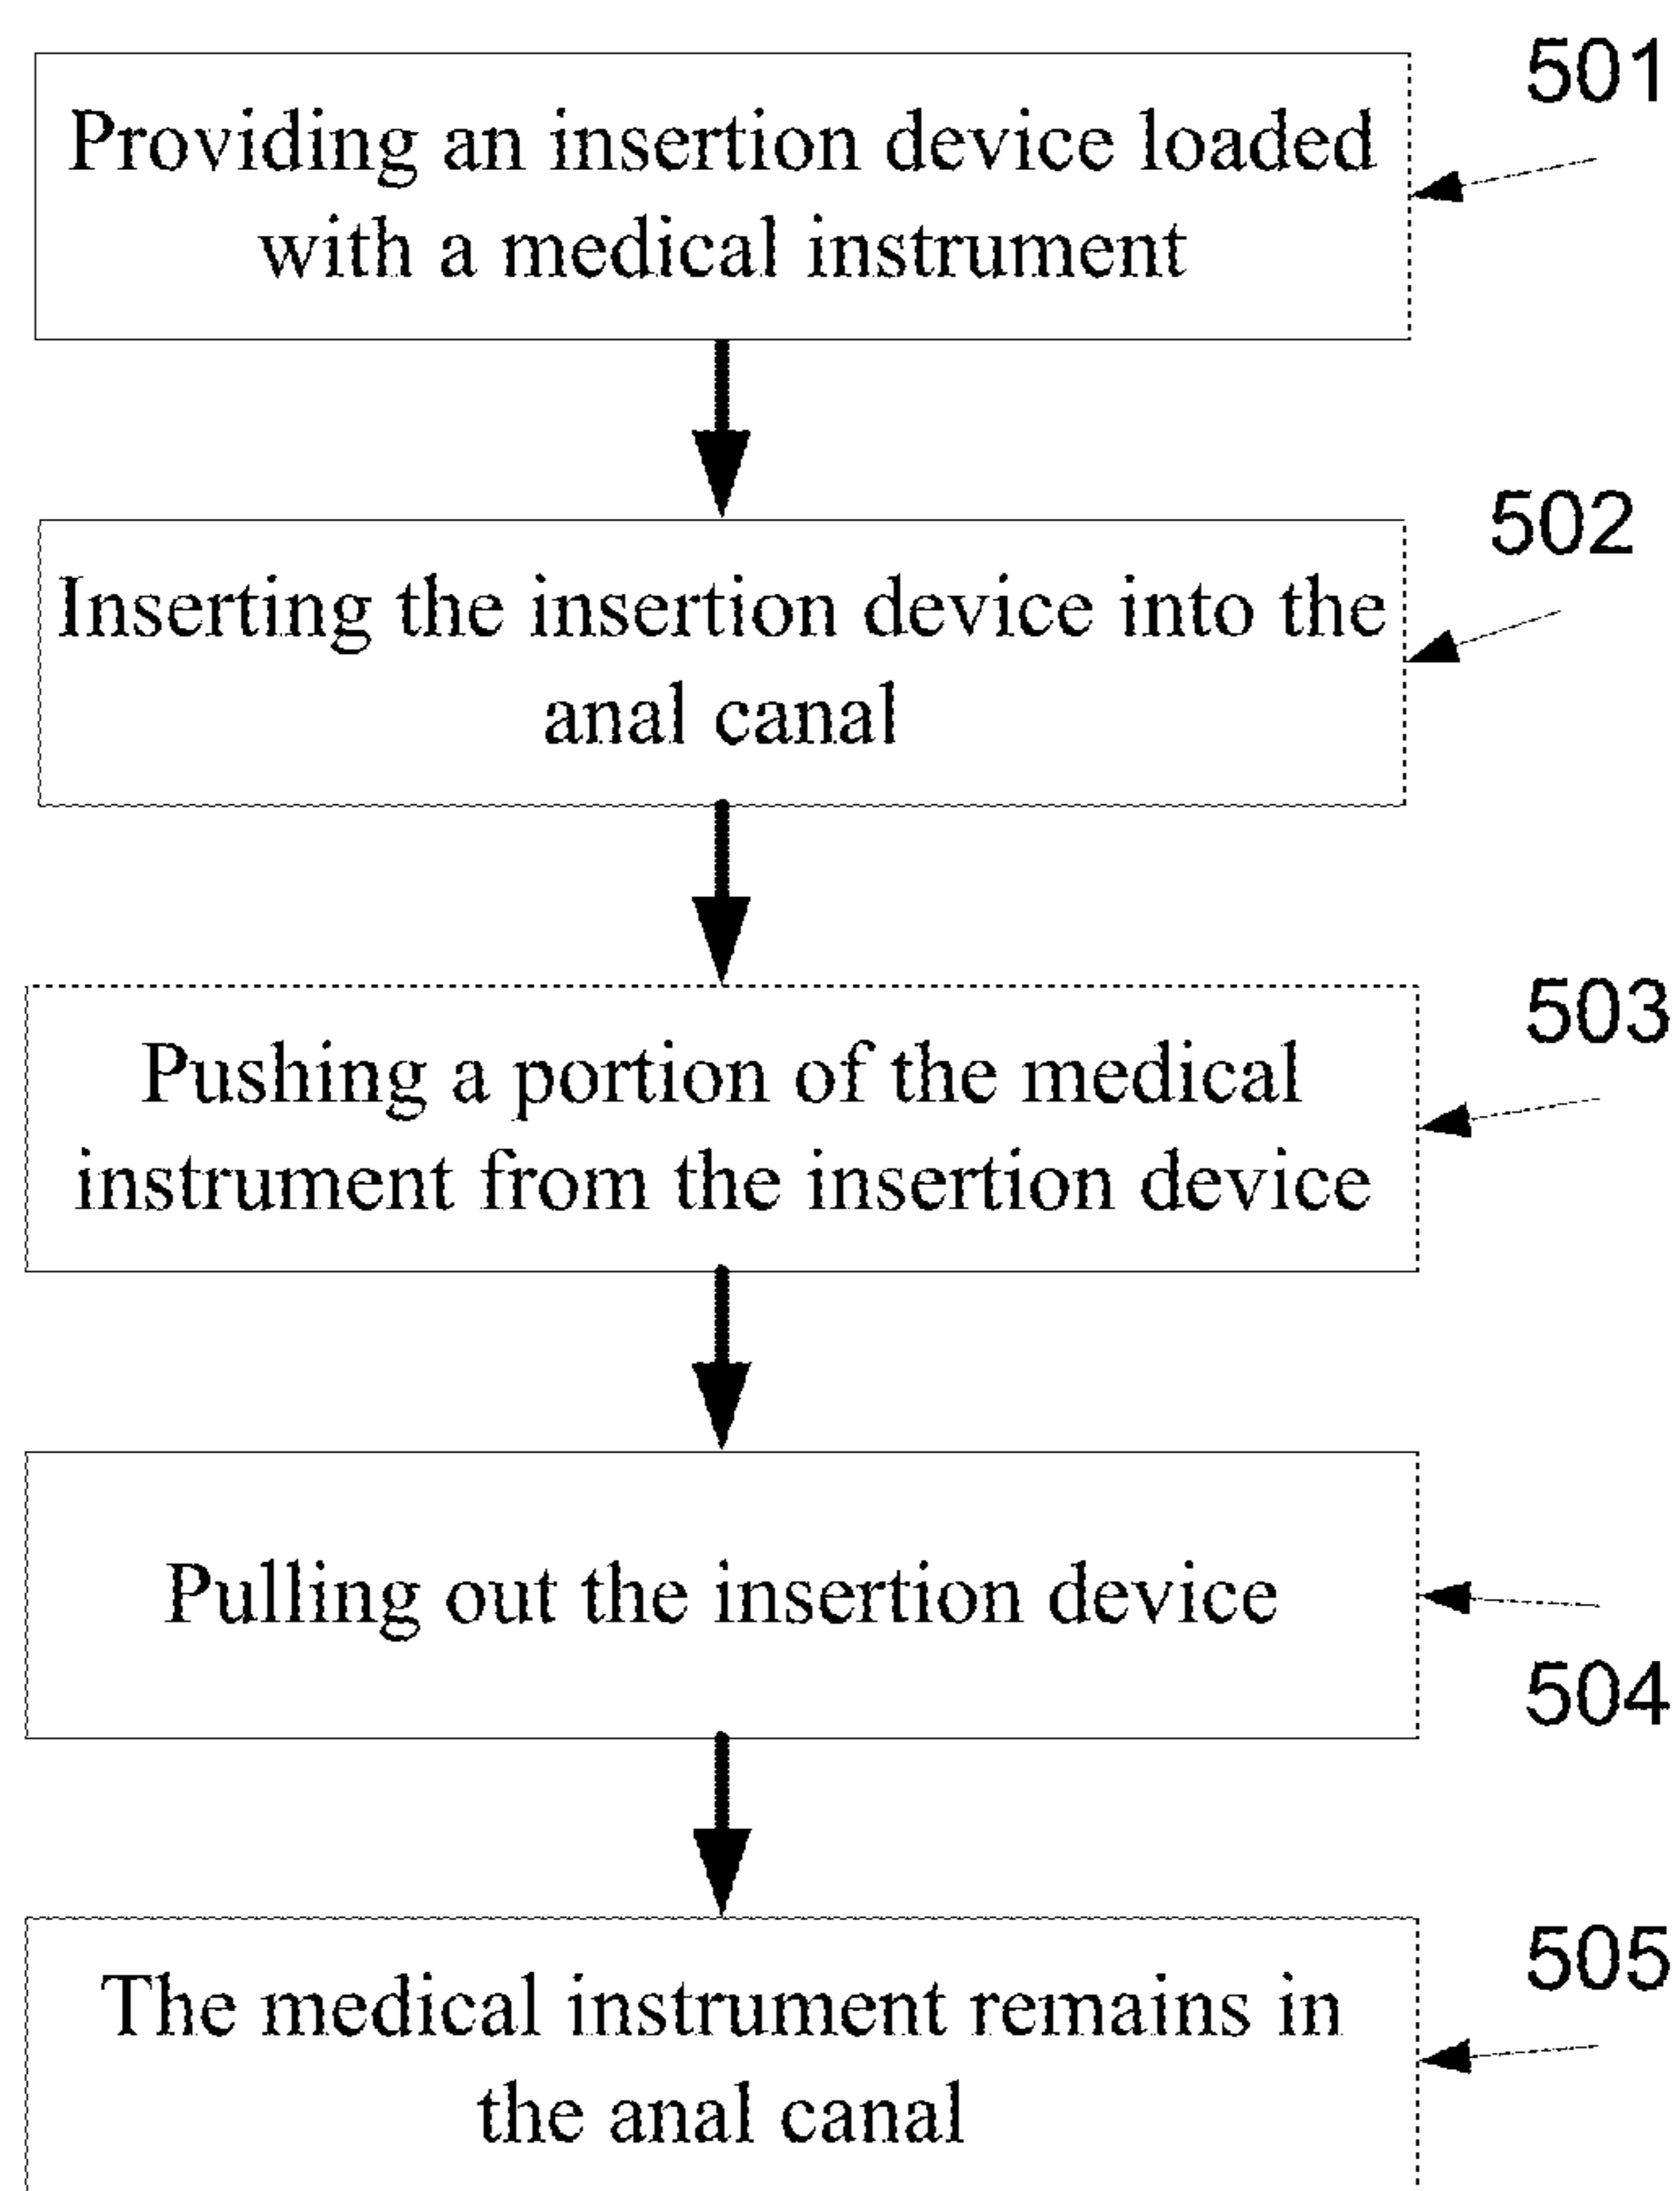 501
Providing an insertion device loaded
with a medical instrument
502
Inserting the insertion device into the
anal canal
503
Pushing a portion of the medical
instrument from the insertion device
Pulling out the insertion device
504
505
The medical instrument remains in
the anal canal